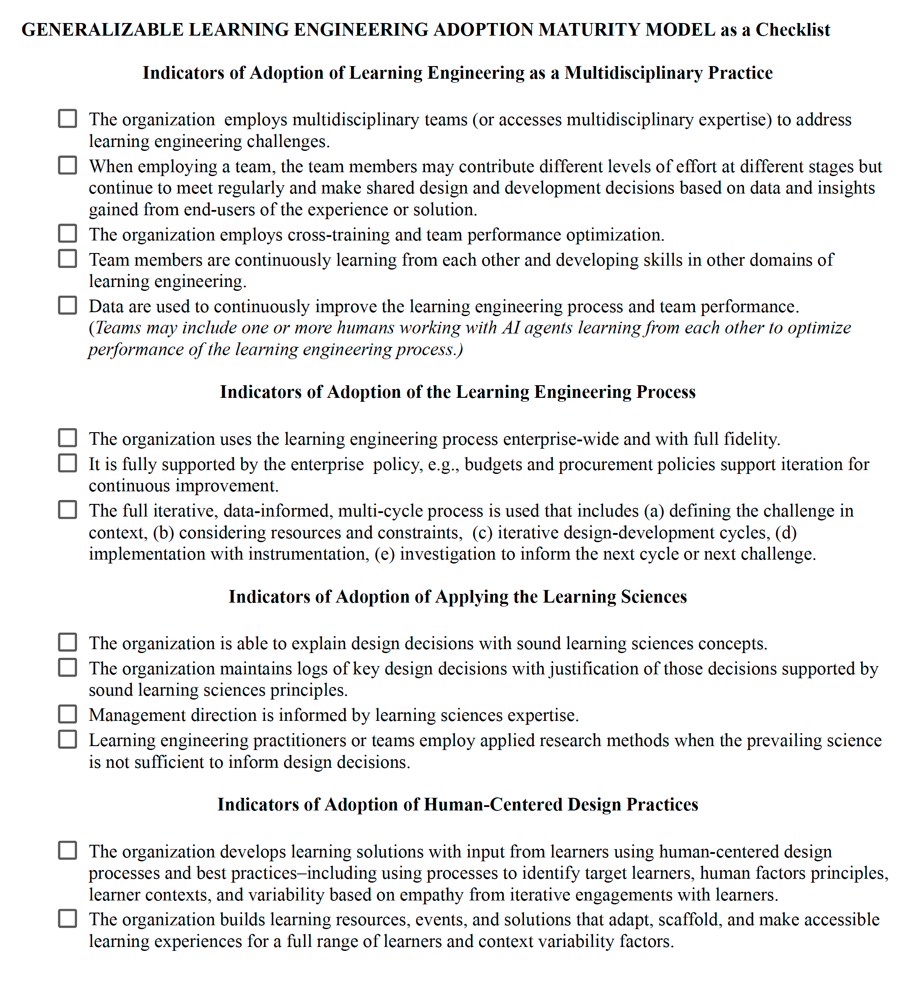 GENERALIZABLE LEARNING ENGINEERING ADOPTION MATURITY MODEL as a Checklist
Indicators of Adoption of Learning Engineering as a Multidisciplinary Practice
The organization  employs multidisciplinary teams (or accesses multidisciplinary expertise) to address
learning engineering challenges.
When employing a team, the team members may contribute different levels of effort at different stages but
continue to meet regularly and make shared design and development decisions based on data and insights
gained from end-users of the experience or solution.
The organization employs cross-training and team performance optimization.
Team members are continuously learning from each other and developing skills in other domains of
learning engineering.
Data are used to continuously improve the learning engineering process and team performance.
(Teams may include one or more humans working with AI agents learning from each other to optimize
performance of the learning engineering process.)
Indicators of Adoption of the Learning Engineering Process
The organization uses the learning engineering process enterprise-wide and with full fidelity.
It is fully supported by the enterprise  policy, e.g., budgets and procurement policies support iteration for
continuous improvement.
The full iterative, data-informed, multi-cycle process is used that includes (a) defining the challenge in
context, (b) considering resources and constraints,  (c) iterative design-development cycles, (d)
implementation with instrumentation, (e) investigation to inform the next cycle or next challenge.
Indicators of Adoption of Applying the Learning Sciences
The organization is able to explain design decisions with sound learning sciences concepts.
The organization maintains logs of key design decisions with justification of those decisions supported by
sound learning sciences principles.
Management direction is informed by learning sciences expertise.
Learning engineering practitioners or teams employ applied research methods when the prevailing science
is not sufficient to inform design decisions.
Indicators of Adoption of Human-Centered Design Practices
The organization develops learning solutions with input from learners using human-centered design
processes and best practices–including using processes to identify target learners, human factors principles,
learner contexts, and variability based on empathy from iterative engagements with learners.
The organization builds learning resources, events, and solutions that adapt, scaffold, and make accessible
learning experiences for a full range of learners and context variability factors.